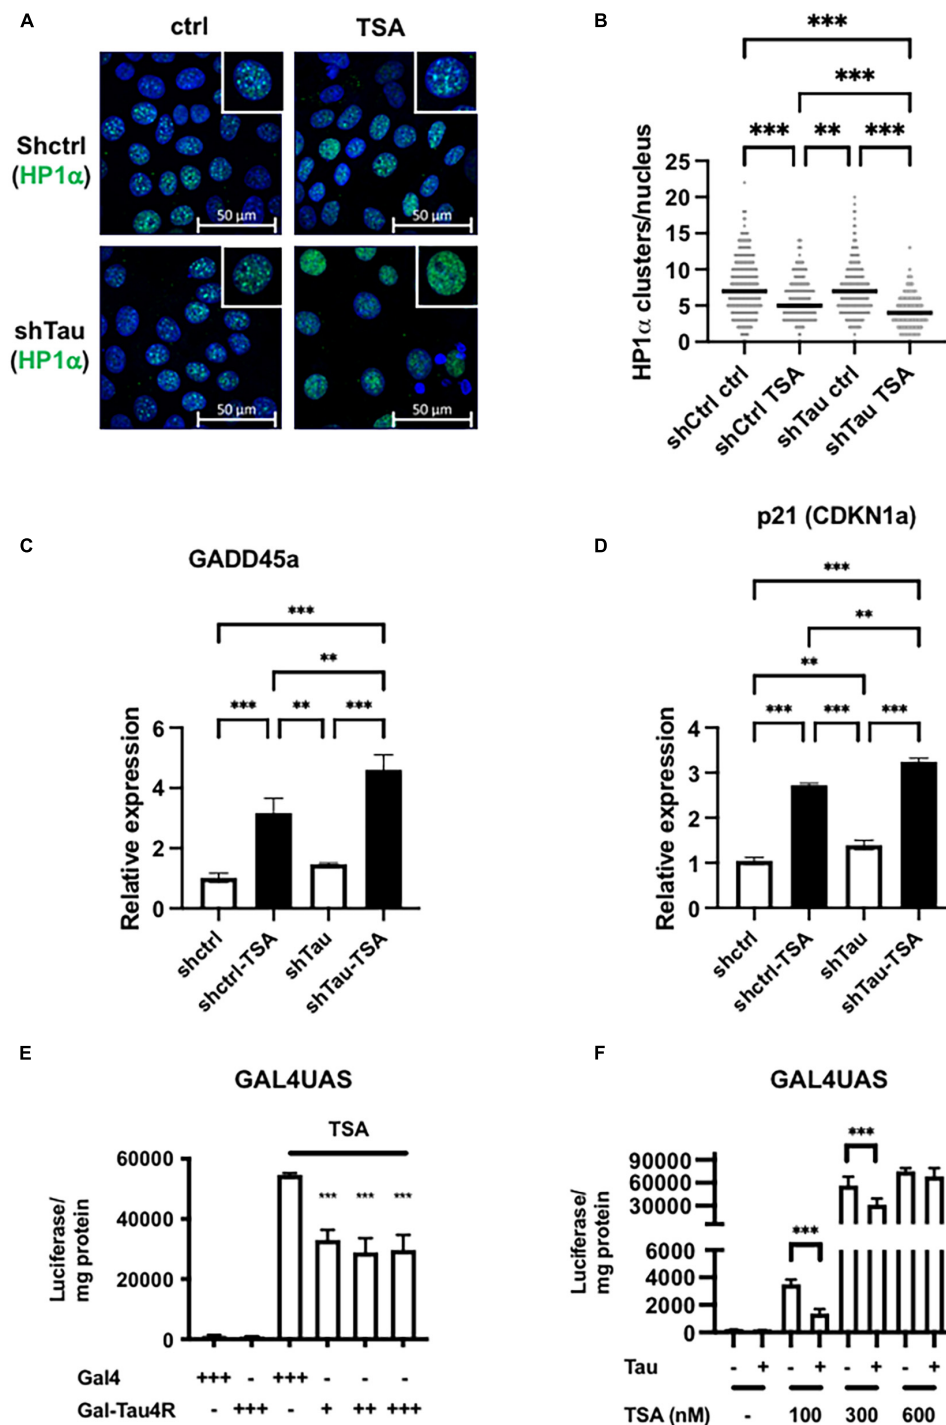 A
ctrl
TSA
Shctrl
(HP1α)
50 µm
50 µm
shTau
(HP1α)
50 µm
50 µm
B
***
***
***
**
***
HP1α clusters/nucleus
25
20
15
10
5
0
shCtrl ctrl
shCtrl TSA
shTau ctrl
shTau TSA
C
GADD45a
***
**
***
**
***
Relative expression
6
4
2
0
shctrl
shctrl-TSA
shTau
shTau-TSA
p21 (CDKN1a)
D
***
**
**
***
***
***
Relative expression
4
3
2
1
0
shctrl
shctrl-TSA
shTau
shTau-TSA
E
GAL4UAS
TSA
*** *** ***
Luciferase/
mg protein
60000
40000
20000
0
Gal4 +++ - +++ - - -
Gal-Tau4R - +++ - + ++ +++
F
GAL4UAS
***
***
Luciferase/
mg protein
90000
60000
30000
6000
4000
2000
0
Tau - + - + - + - +
TSA (nM) - 100 300 600